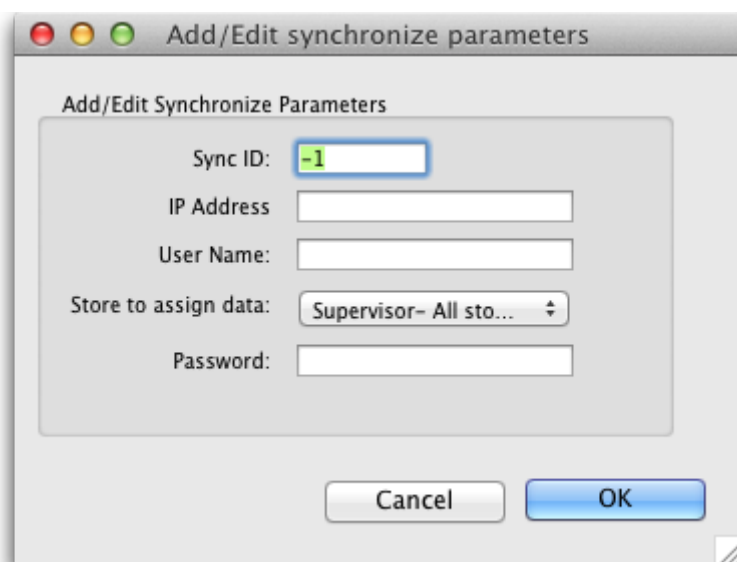 Add/Edit synchronize parameters
Add/Edit Synchronize Parameters
Sync ID: -1
IP Address
User Name:
Store to assign data: Supervisor- All sto...
Password:
Cancel OK